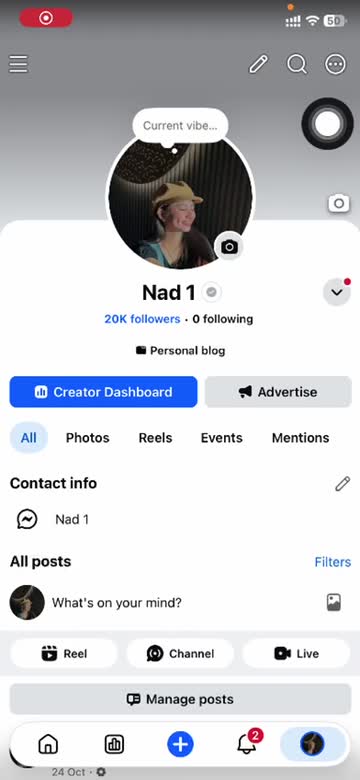 50
Current vibe...
Nad 1
20K followers · 0 following
Personal blog
Creator Dashboard
Advertise
All
Photos
Reels
Events
Mentions
Contact info
Nad 1
All posts
Filters
What's on your mind?
Reel
Channel
Live
Manage posts
2
24 Oct ·